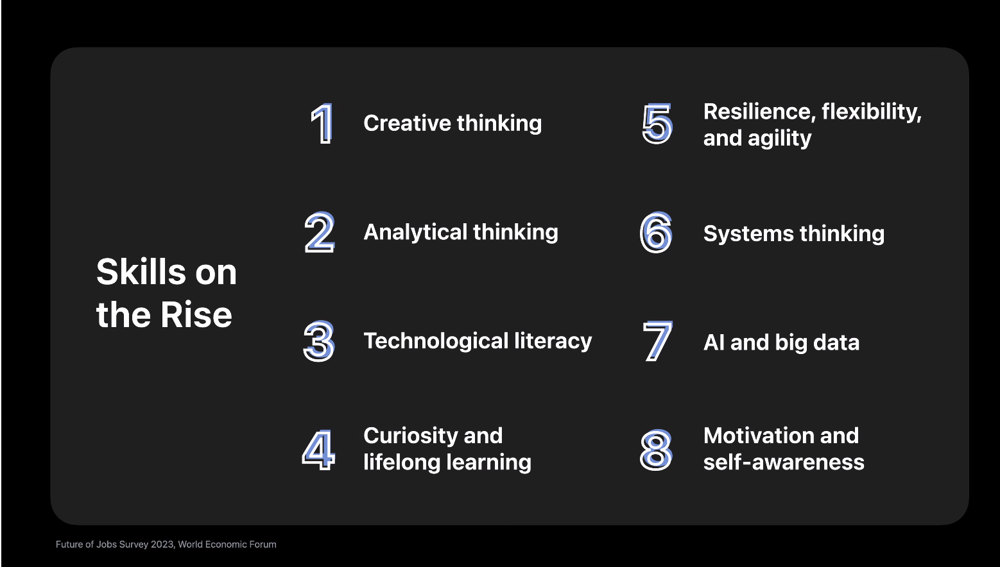 Skills on
the Rise
1
Creative thinking
2
Analytical thinking
3
Technological literacy
4
Curiosity and
lifelong learning
5
Resilience, flexibility,
and agility
6
Systems thinking
7
AI and big data
8
Motivation and
self-awareness
Future of Jobs Survey 2023, World Economic Forum